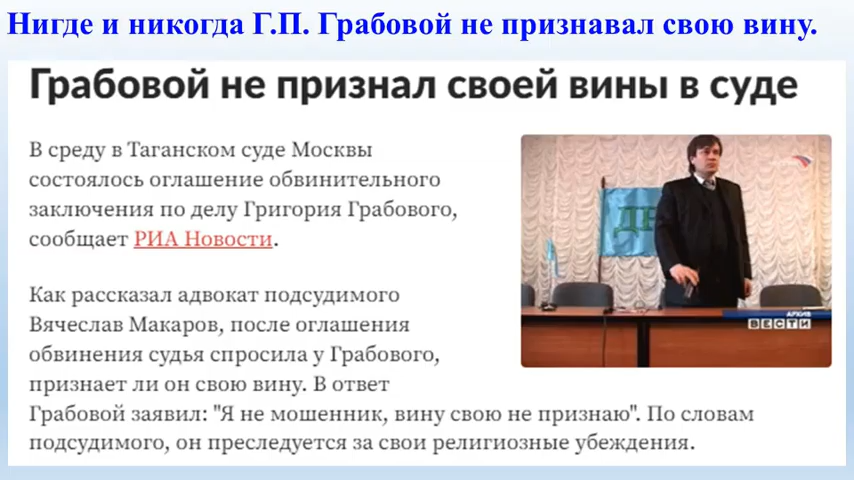 Нигде и никогда Г.П. Грабовой не признавал свою вину.
Грабовой не признал своей вины в суде
В среду в Таганском суде Москвы
состоялось оглашение обвинительного
заключения по делу Григория Грабового,
сообщает РИА Новости.
Как рассказал адвокат подсудимого
Вячеслав Макаров, после оглашения
обвинения судья спросила у Грабового,
признает ли он свою вину. В ответ
Грабовой заявил: "Я не мошенник, вину свою не признаю". По словам
подсудимого, он преследуется за свои религиозные убеждения.
АРХИВ
ВЕСТИ